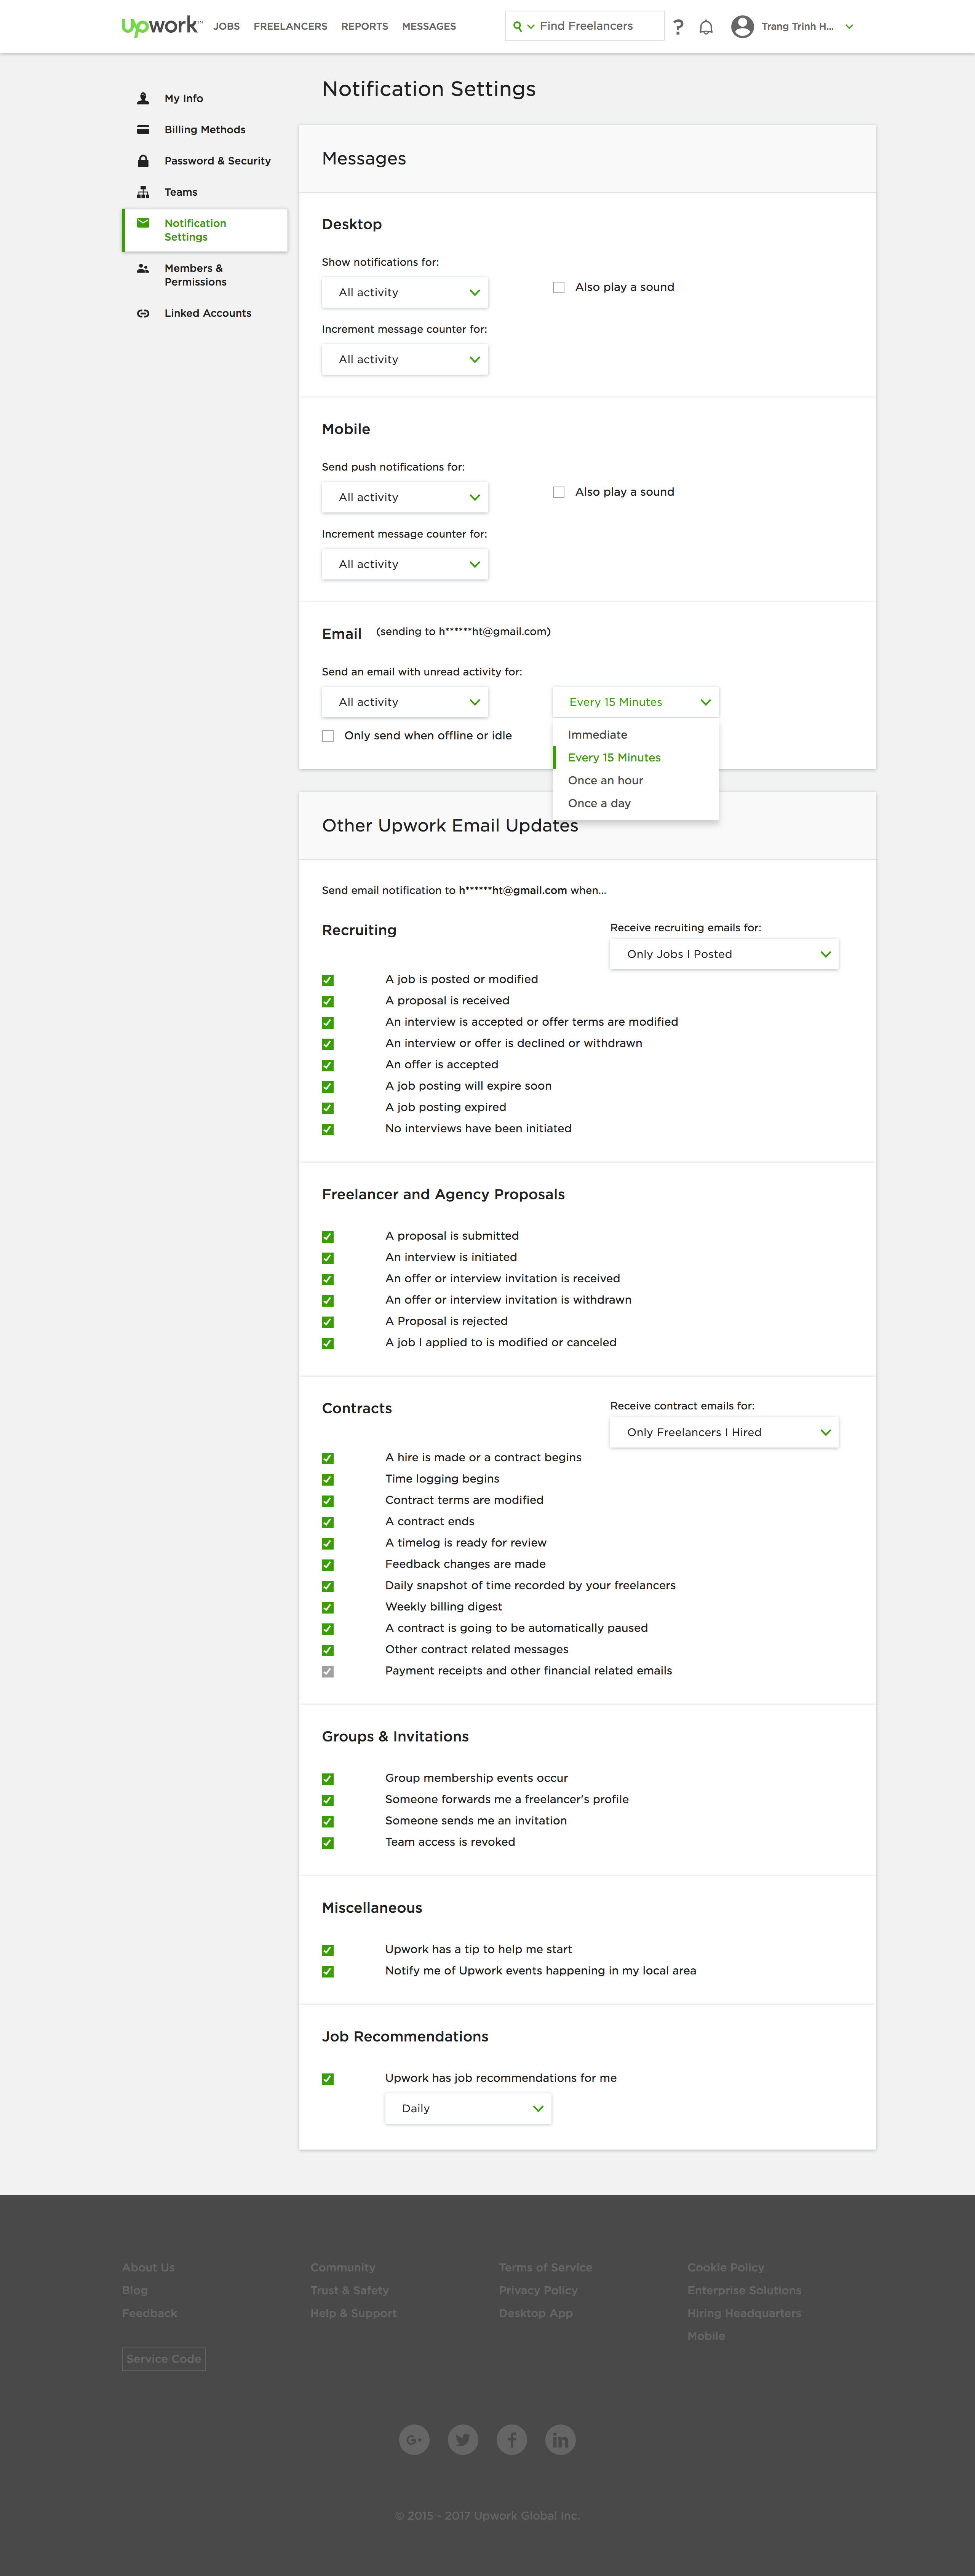 upwork™ JOBS FREELANCERS REPORTS MESSAGES Find Freelancers ? Trang Trinh H...
My Info
Billing Methods
Password & Security
Teams
Notification
Settings
Members &
Permissions
Linked Accounts
Notification Settings
Messages
Desktop
Show notifications for:
All activity
Also play a sound
Increment message counter for:
All activity
Mobile
Send push notifications for:
All activity
Also play a sound
Increment message counter for:
All activity
Email (sending to h******ht@gmail.com)
Send an email with unread activity for:
All activity
Every 15 Minutes
Only send when offline or idle
Immediate
Every 15 Minutes
Once an hour
Once a day
Other Upwork Email Updates
Send email notification to h******ht@gmail.com when...
Recruiting
Receive recruiting emails for:
Only Jobs I Posted
A job is posted or modified
A proposal is received
An interview is accepted or offer terms are modified
An interview or offer is declined or withdrawn
An offer is accepted
A job posting will expire soon
A job posting expired
No interviews have been initiated
Freelancer and Agency Proposals
A proposal is submitted
An interview is initiated
An offer or interview invitation is received
An offer or interview invitation is withdrawn
A Proposal is rejected
A job I applied to is modified or canceled
Contracts
Receive contract emails for:
Only Freelancers I Hired
A hire is made or a contract begins
Time logging begins
Contract terms are modified
A contract ends
A timelog is ready for review
Feedback changes are made
Daily snapshot of time recorded by your freelancers
Weekly billing digest
A contract is going to be automatically paused
Other contract related messages
Payment receipts and other financial related emails
Groups & Invitations
Group membership events occur
Someone forwards me a freelancer's profile
Someone sends me an invitation
Team access is revoked
Miscellaneous
Upwork has a tip to help me start
Notify me of Upwork events happening in my local area
Job Recommendations
Upwork has job recommendations for me
Daily
About Us
Blog
Feedback
Service Code
Community
Trust & Safety
Help & Support
Terms of Service
Privacy Policy
Desktop App
Cookie Policy
Enterprise Solutions
Hiring Headquarters
Mobile
G+ f in
© 2015 - 2017 Upwork Global Inc.